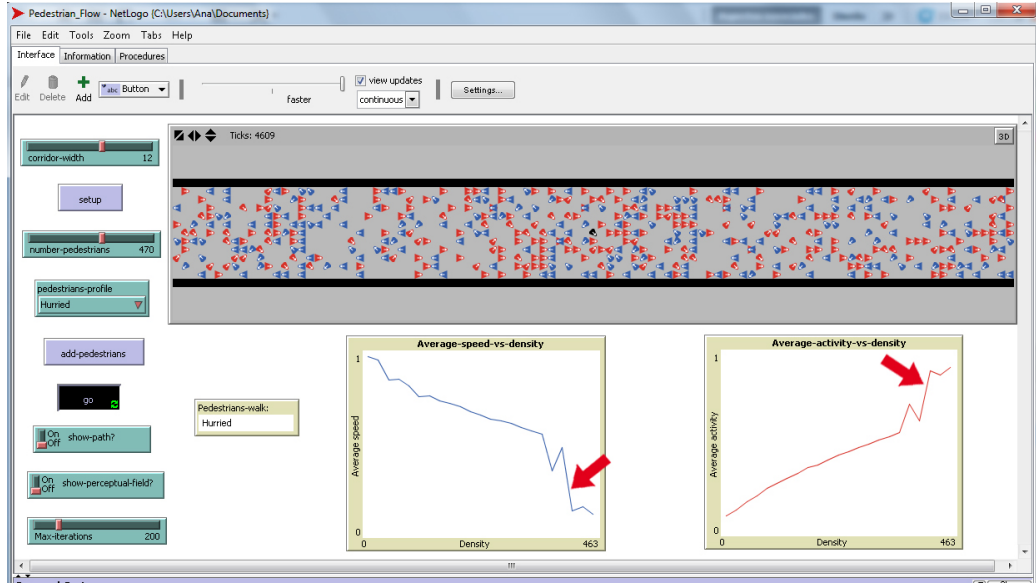 Pedestrian_Flow - NetLogo {C:\Users\Ana\Documents}
File Edit Tools Zoom Tabs Help
Interface Information Procedures
Edit Delete Add abc Button faster view updates continuous Settings...
Ticks: 4609 3D
corridor-width 12
setup
number-pedestrians 470
pedestrians-profile
Hurried
add-pedestrians
go
On
Off
show-path?
On
Off
show-perceptual-field?
Max-iterations 200
Pedestrians-walk:
Hurried
Average-speed-vs-density
1
Average speed
0
0 Density 463
Average-activity-vs-density
1
Average activity
0
0 Density 463